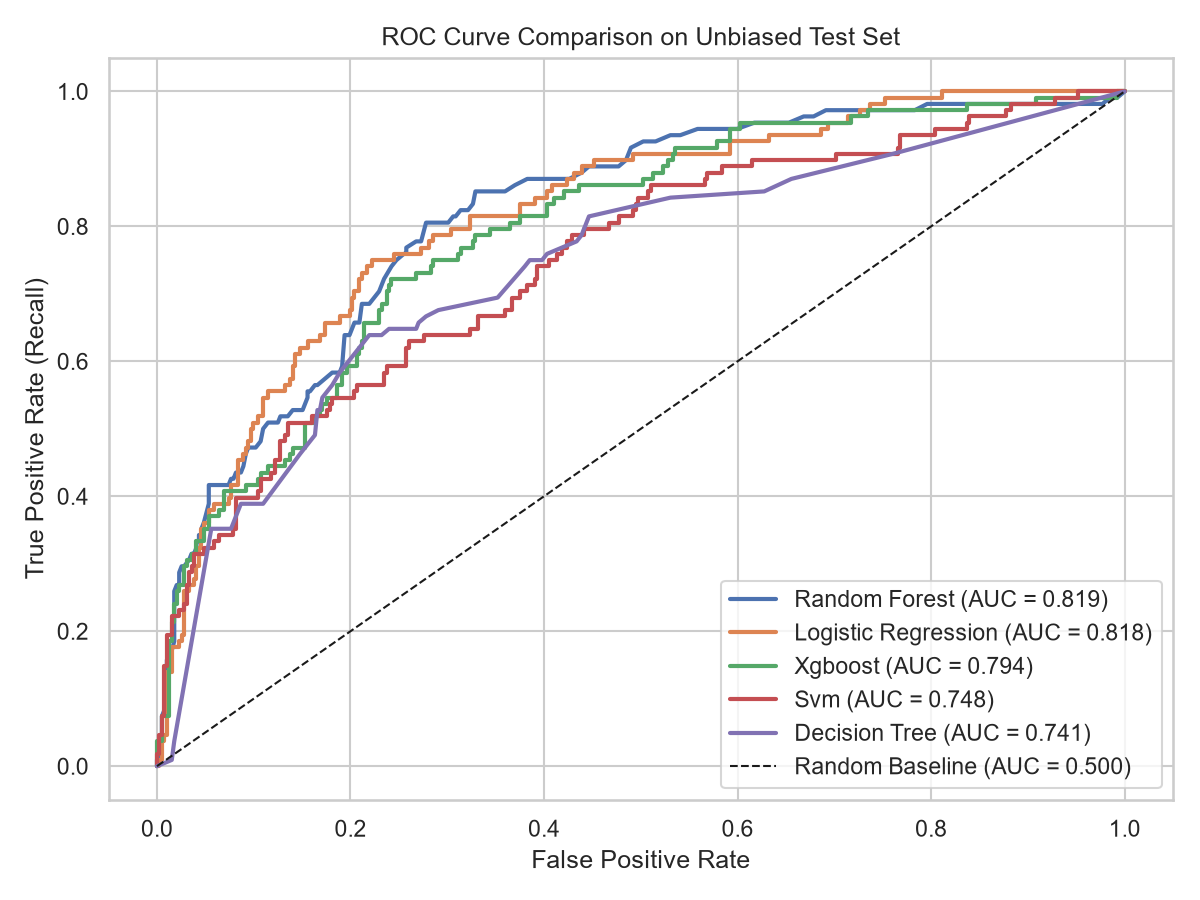 ROC Curve Comparison on Unbiased Test Set
True Positive Rate (Recall)
1.0
0.8
0.6
0.4
0.2
0.0
Random Forest (AUC = 0.819)
Logistic Regression (AUC = 0.818)
Xgboost (AUC = 0.794)
Svm (AUC = 0.748)
Decision Tree (AUC = 0.741)
Random Baseline (AUC = 0.500)
0.0 0.2 0.4 0.6 0.8 1.0
False Positive Rate